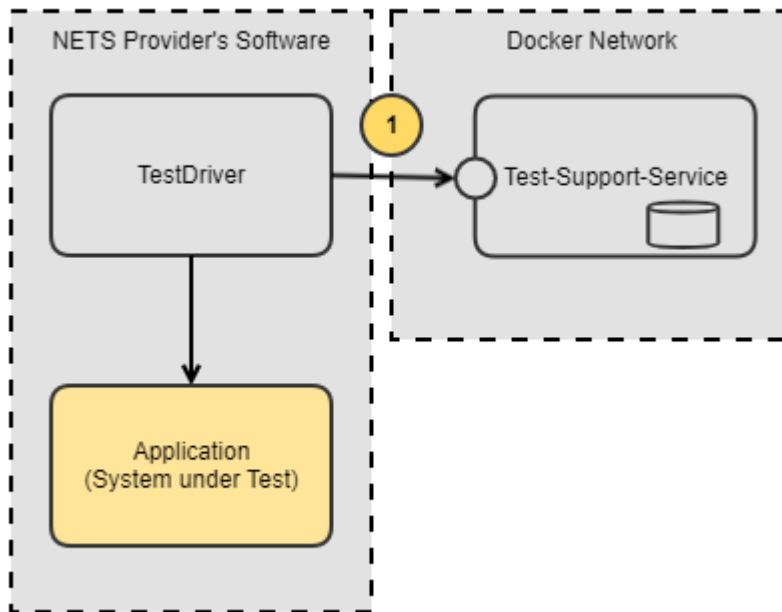 NETS Provider's Software
Docker Network
1
TestDriver
Test-Support-Service
Application
(System under Test)